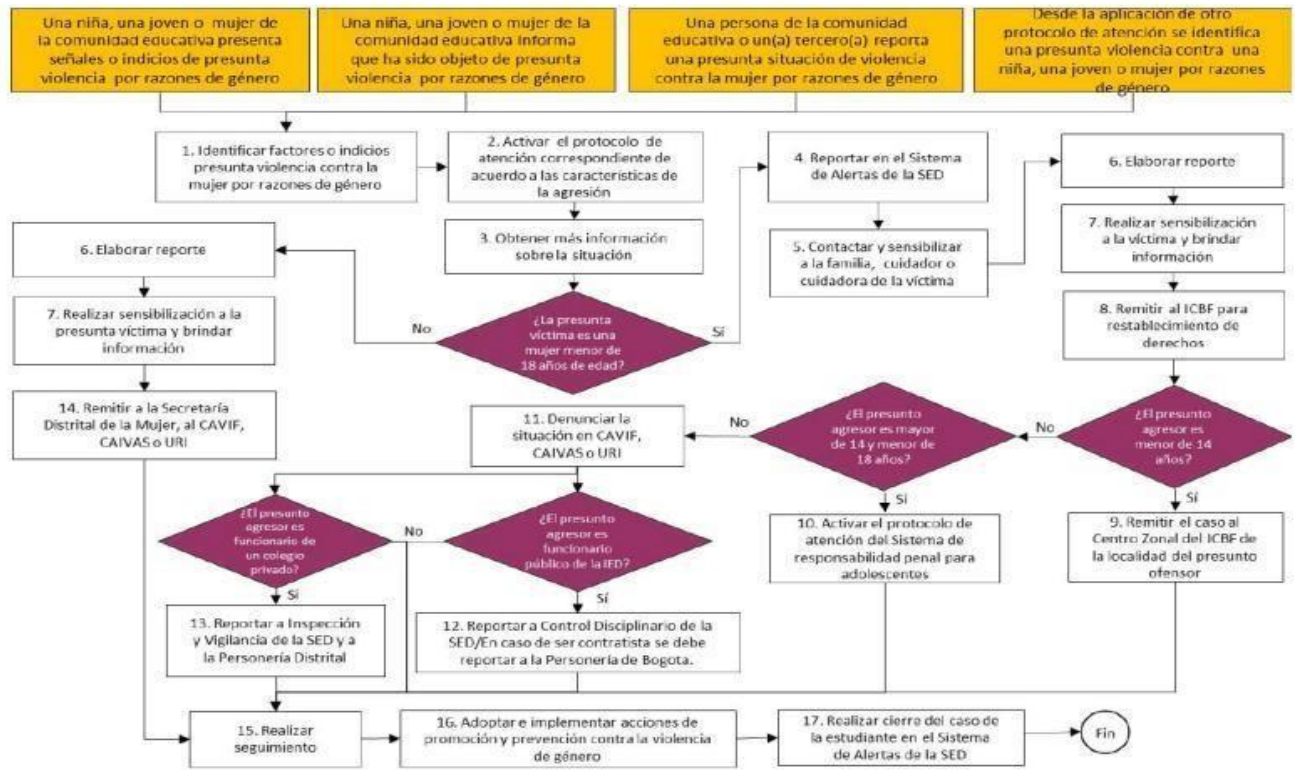 Una niña, una joven o mujer de
la comunidad educativa presenta
señales o indicios de presunta
violencia por razones de género
Una niña, una joven o mujer de la
comunidad educativa informa
que ha sido objeto de presunta
violencia por razones de género
Una persona de la comunidad
educativa o un(a) tercero(a) reporta
una presunta situación de violencia
contra la mujer por razones de género
Desde la aplicación de otro
protocolo de atención se identifica
una presunta violencia contra una
niña, una joven o mujer por razones
de género
1. Identificar factores o indicios
presunta violencia contra la
mujer por razones de género
2. Activar el protocolo de
atención correspondiente de
acuerdo a las características de
la agresión
4. Reportar en el Sistema
de Alertas de la SED
6. Elaborar reporte
6. Elaborar reporte
3. Obtener más información
sobre la situación
5. Contactar y sensibilizar
a la familia, cuidador o
cuidadora de la víctima
7. Realizar sensibilización
a la víctima y brindar
información
7. Realizar sensibilización a la
presunta víctima y brindar
información
No
¿La presunta
víctima es una
mujer menor de
18 años de edad?
Sí
8. Remitir al ICBF para
restablecimiento de
derechos
14. Remitir a la Secretaría
Distrital de la Mujer, al CAVIF,
CAIVAS o URI
11. Denunciar la
situación en CAVIF,
CAIVAS o URI
No
¿El presunto
agresor es mayor
de 14 y menor de
18 años?
No
¿El presunto
agresor es
menor de 14
años?
Sí
Sí
¿El presunto
agresor es
funcionario de
un colegio
privado?
No
¿El presunto
agresor es
funcionario
público de la IED?
10. Activar el protocolo de
atención del Sistema de
responsabilidad penal para
adolescentes
9. Remitir el caso al
Centro Zonal del ICBF de
la localidad del presunto
ofensor
Sí
Sí
13. Reportar a Inspección
y Vigilancia de la SED y a
la Personería Distrital
12. Reportar a Control Disciplinario de la
SED/En caso de ser contratista se debe
reportar a la Personería de Bogota.
15. Realizar
seguimiento
16. Adoptar e implementar acciones de
promoción y prevención contra la violencia
de género
17. Realizar cierre del caso de
la estudiante en el Sistema
de Alertas de la SED
Fin